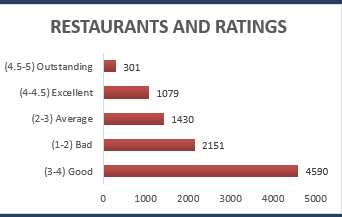 RESTAURANTS AND RATINGS
(4.5-5) Outstanding 301
(4-4.5) Excellent 1079
(2-3) Average 1430
(1-2) Bad 2151
(3-4) Good 4590
0 1000 2000 3000 4000 5000